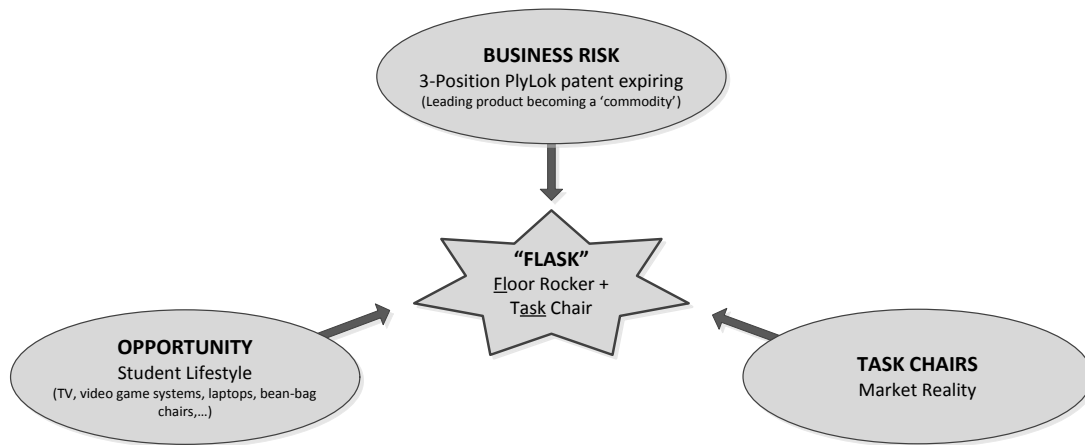 BUSINESS RISK
3-Position PlyLok patent expiring
(Leading product becoming a ‘commodity’)
“FLASK”
Floor Rocker +
Task Chair
OPPORTUNITY
Student Lifestyle
(TV, video game systems, laptops, bean-bag
chairs,...)
TASK CHAIRS
Market Reality